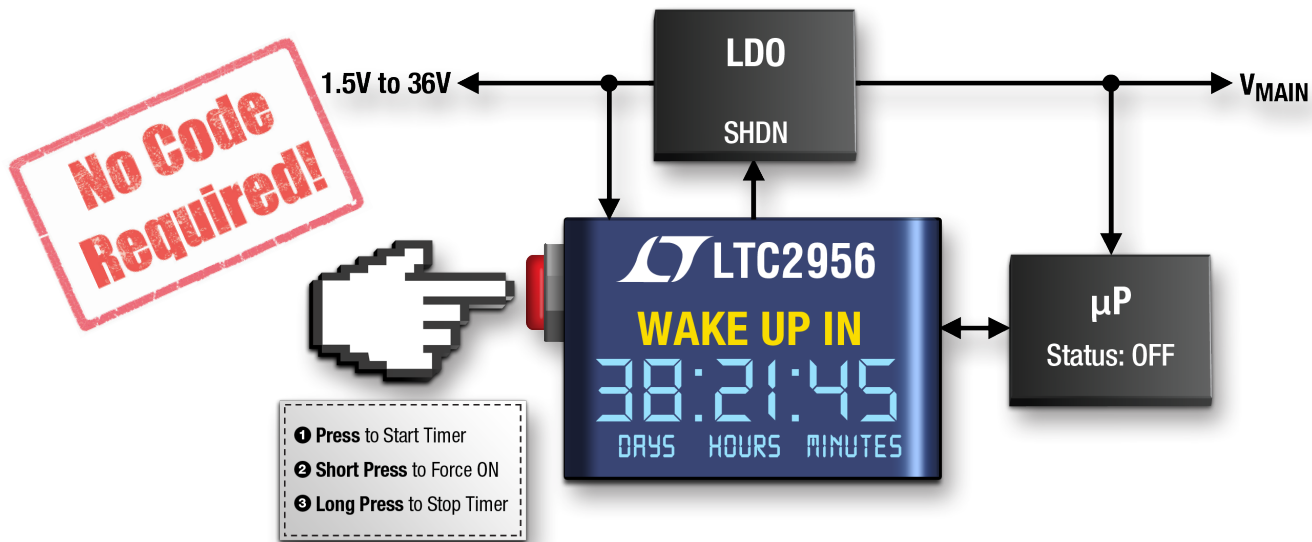 No Code
Required!
1.5V to 36V
LDO
SHDN
VMAIN
LTC2956
WAKE UP IN
38:21:45
DAYS HOURS MINUTES
µP
Status: OFF
❶ Press to Start Timer
❷ Short Press to Force ON
❸ Long Press to Stop Timer